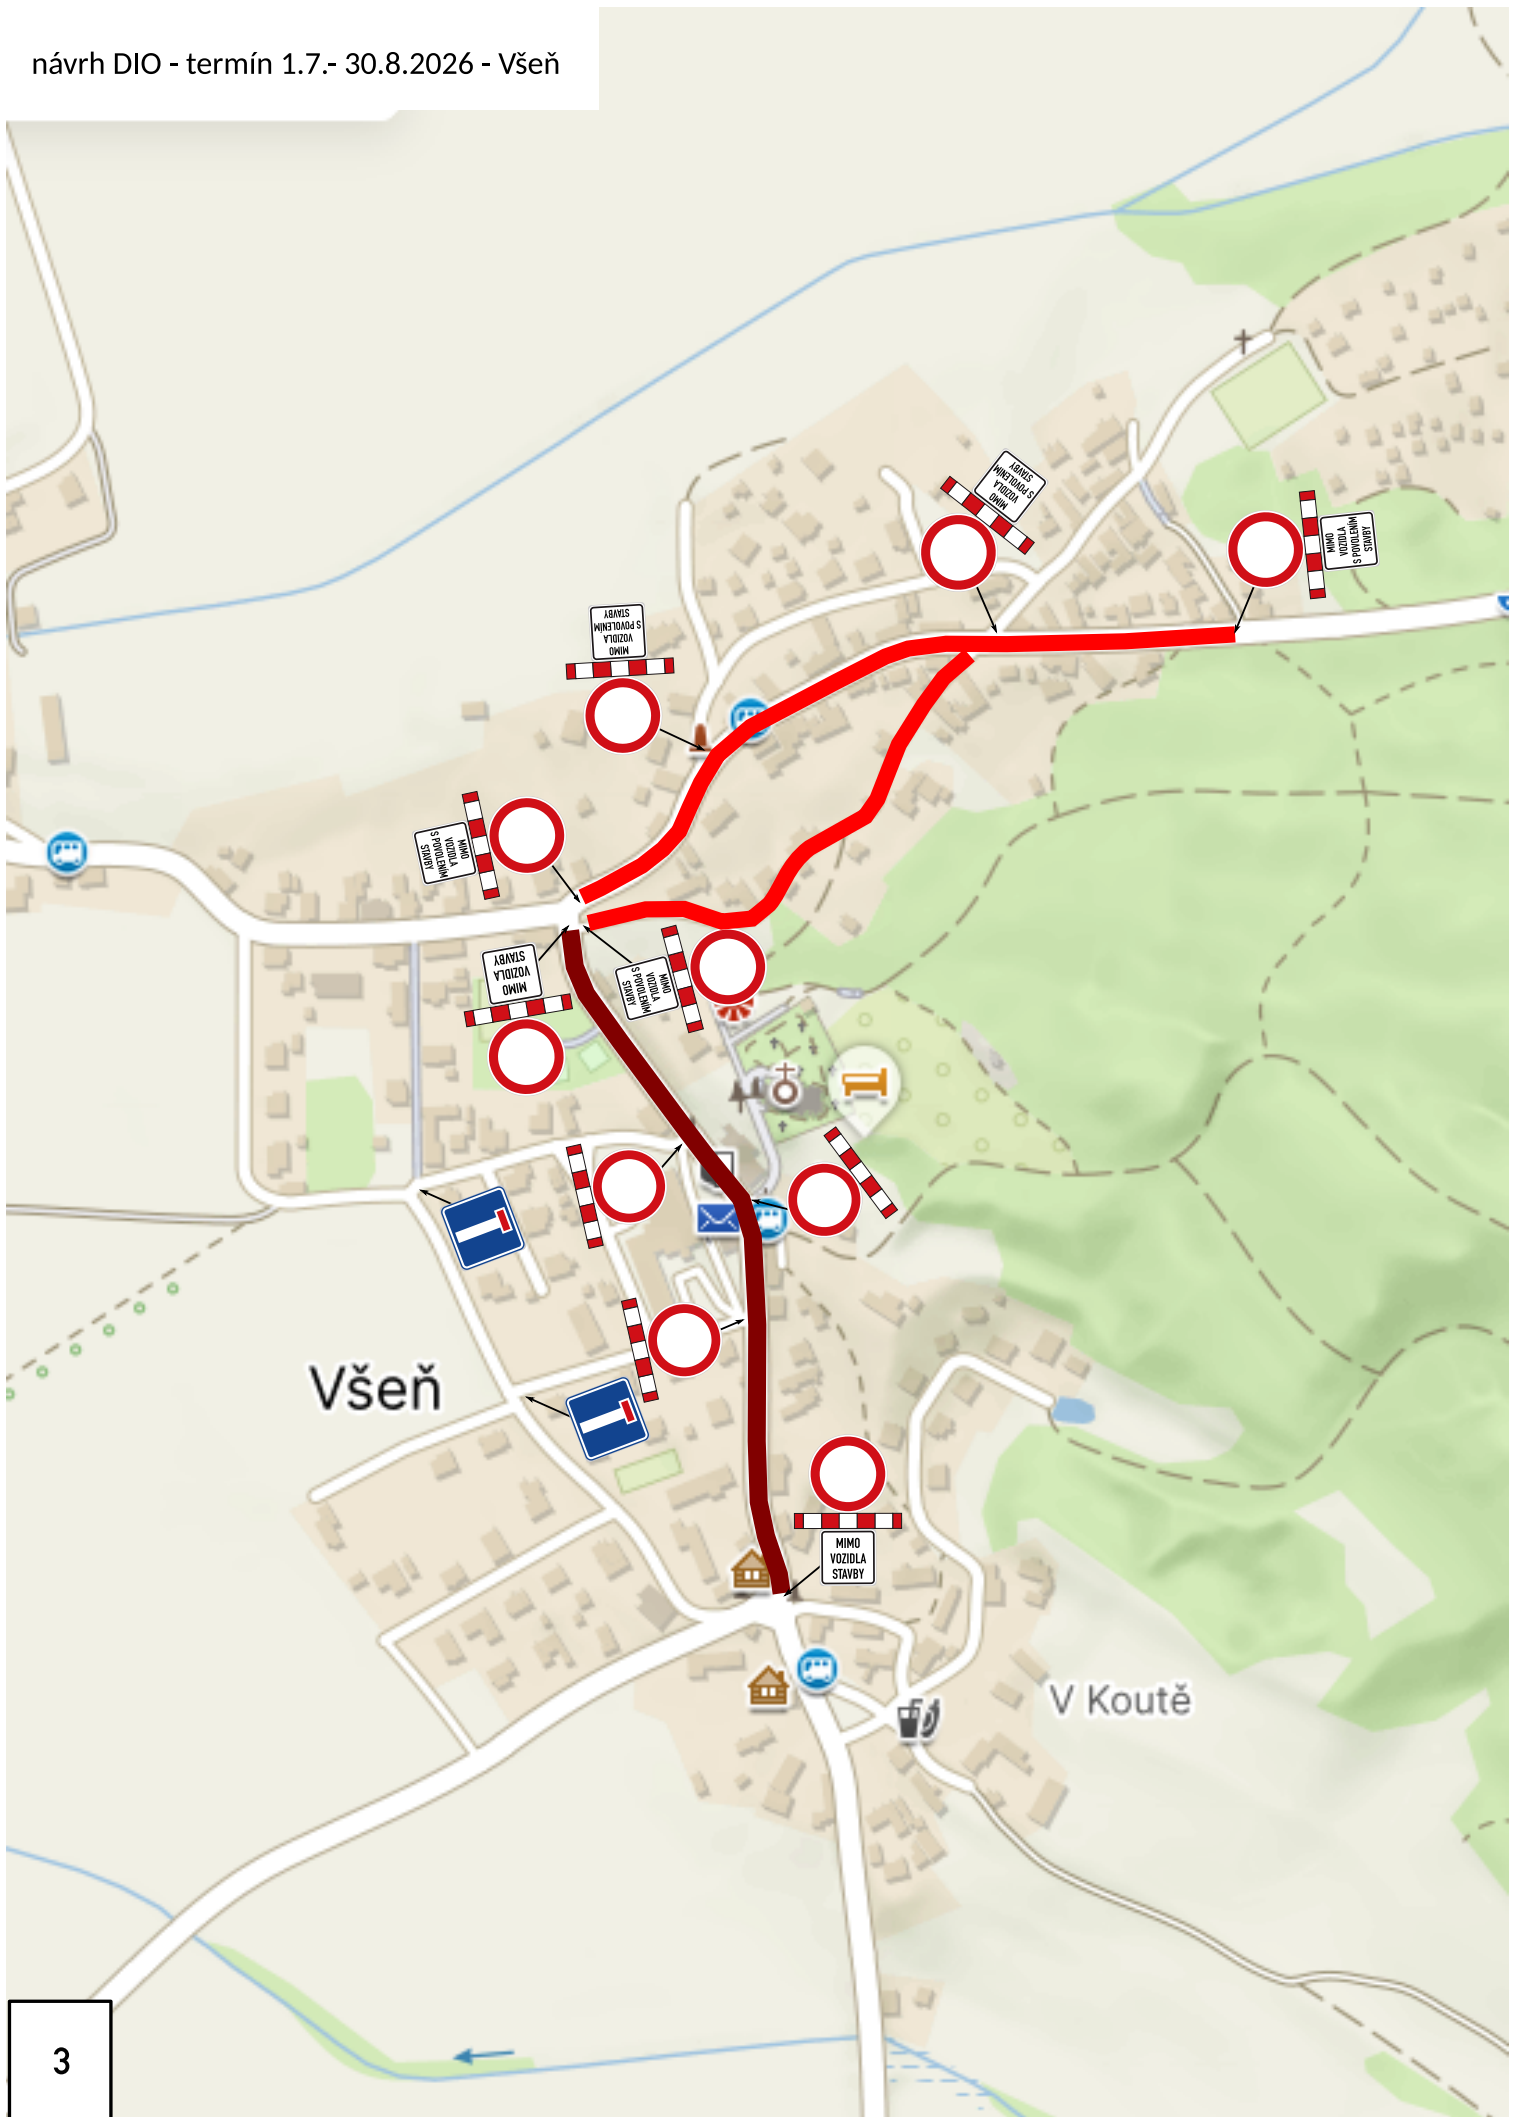 návrh DIO - termín 1.7.- 30.8.2026 - Všeň
MIMO
VOZIDLA
S POVOLENÍM
STAVBY
MIMO
VOZIDLA
S POVOLENÍM
STAVBY
MIMO
VOZIDLA
S POVOLENÍM
STAVBY
MIMO
VOZIDLA
S POVOLENÍM
STAVBY
MIMO
VOZIDLA
STAVBY
MIMO
VOZIDLA
S POVOLENÍM
STAVBY
Všeň
MIMO
VOZIDLA
STAVBY
V Koutě
3